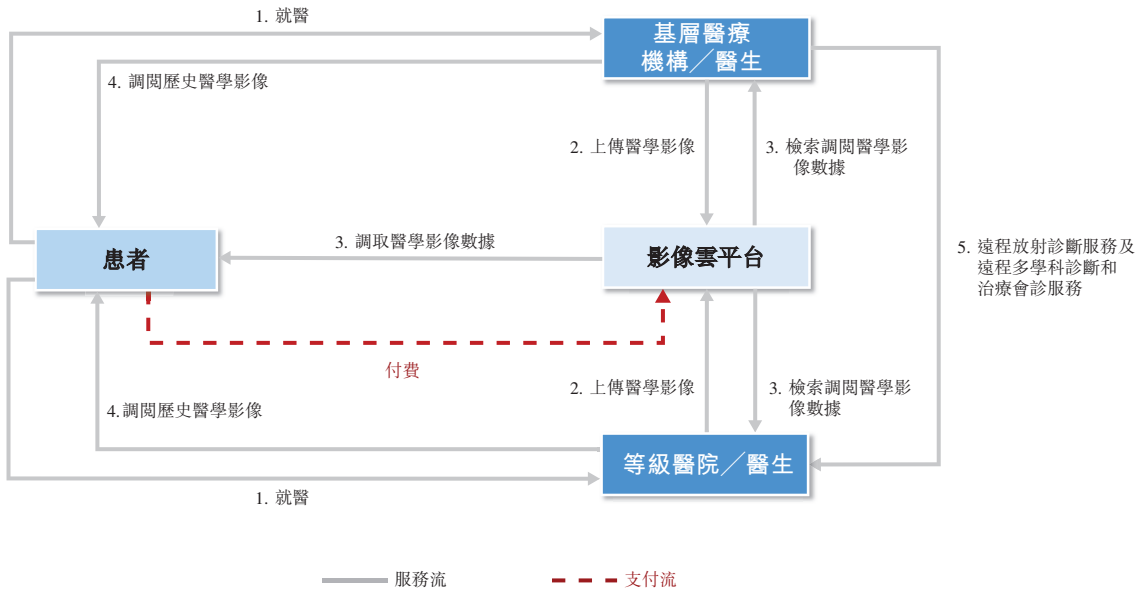 1. 就醫
基層醫療
機構／醫生
4. 調閱歷史醫學影像
2. 上傳醫學影像
3. 檢索調閱醫學影
像數據
患者
3. 調取醫學影像數據
影像雲平台
5. 遠程放射診斷服務及
遠程多學科診斷和
治療會診服務
付費
2. 上傳醫學影像
3. 檢索調閱醫學影
像數據
4.調閱歷史醫學影像
等級醫院／醫生
1. 就醫
服務流
支付流